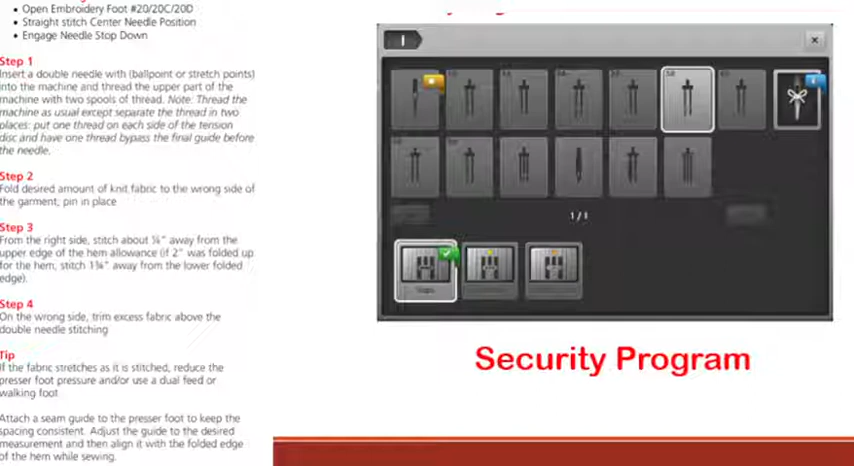 • Open Embroidery Foot #20/20C/20D
• Straight stitch Center Needle Position
• Engage Needle Stop Down
Step 1
Insert a double needle with (ballpoint or stretch points)
into the machine and thread the upper part of the
machine with two spools of thread. Note: Thread the
machine as usual except separate the thread in two
places: put one thread on each side of the tension
disc and have one thread bypass the final guide before
the needle.
Step 2
Fold desired amount of knit fabric to the wrong side of
the garment; pin in place
Step 3
From the right side, stitch about ¼" away from the
upper edge of the hem allowance (if 2" was folded up
for the hem, stitch 1¾" away from the lower folded
edge).
Step 4
On the wrong side, trim excess fabric above the
double needle stitching
Tip
If the fabric stretches as it is stitched, reduce the
presser foot pressure and/or use a dual feed or
walking foot
Attach a seam guide to the presser foot to keep the
spacing consistent. Adjust the guide to the desired
measurement and then align it with the folded edge
of the hem while sewing.
1/1
Security Program